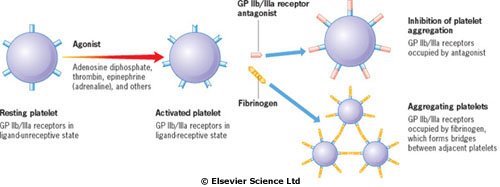 Agonist
Adenosine diphosphate,
thrombin, epinephrine
(adrenaline), and others
Resting platelet
GP IIb/IIIa receptors in
ligand-unreceptive state
Activated platelet
GP IIb/IIIa receptors in
ligand-receptive state
GP IIb/IIIa receptor
antagonist
Fibrinogen
Inhibition of platelet
aggregation
GP IIb/IIIa receptors
occupied by antagonist
Aggregating platelets
GP IIb/IIIa receptors
occupied by fibrinogen,
which forms bridges
between adjacent platelets
© Elsevier Science Ltd